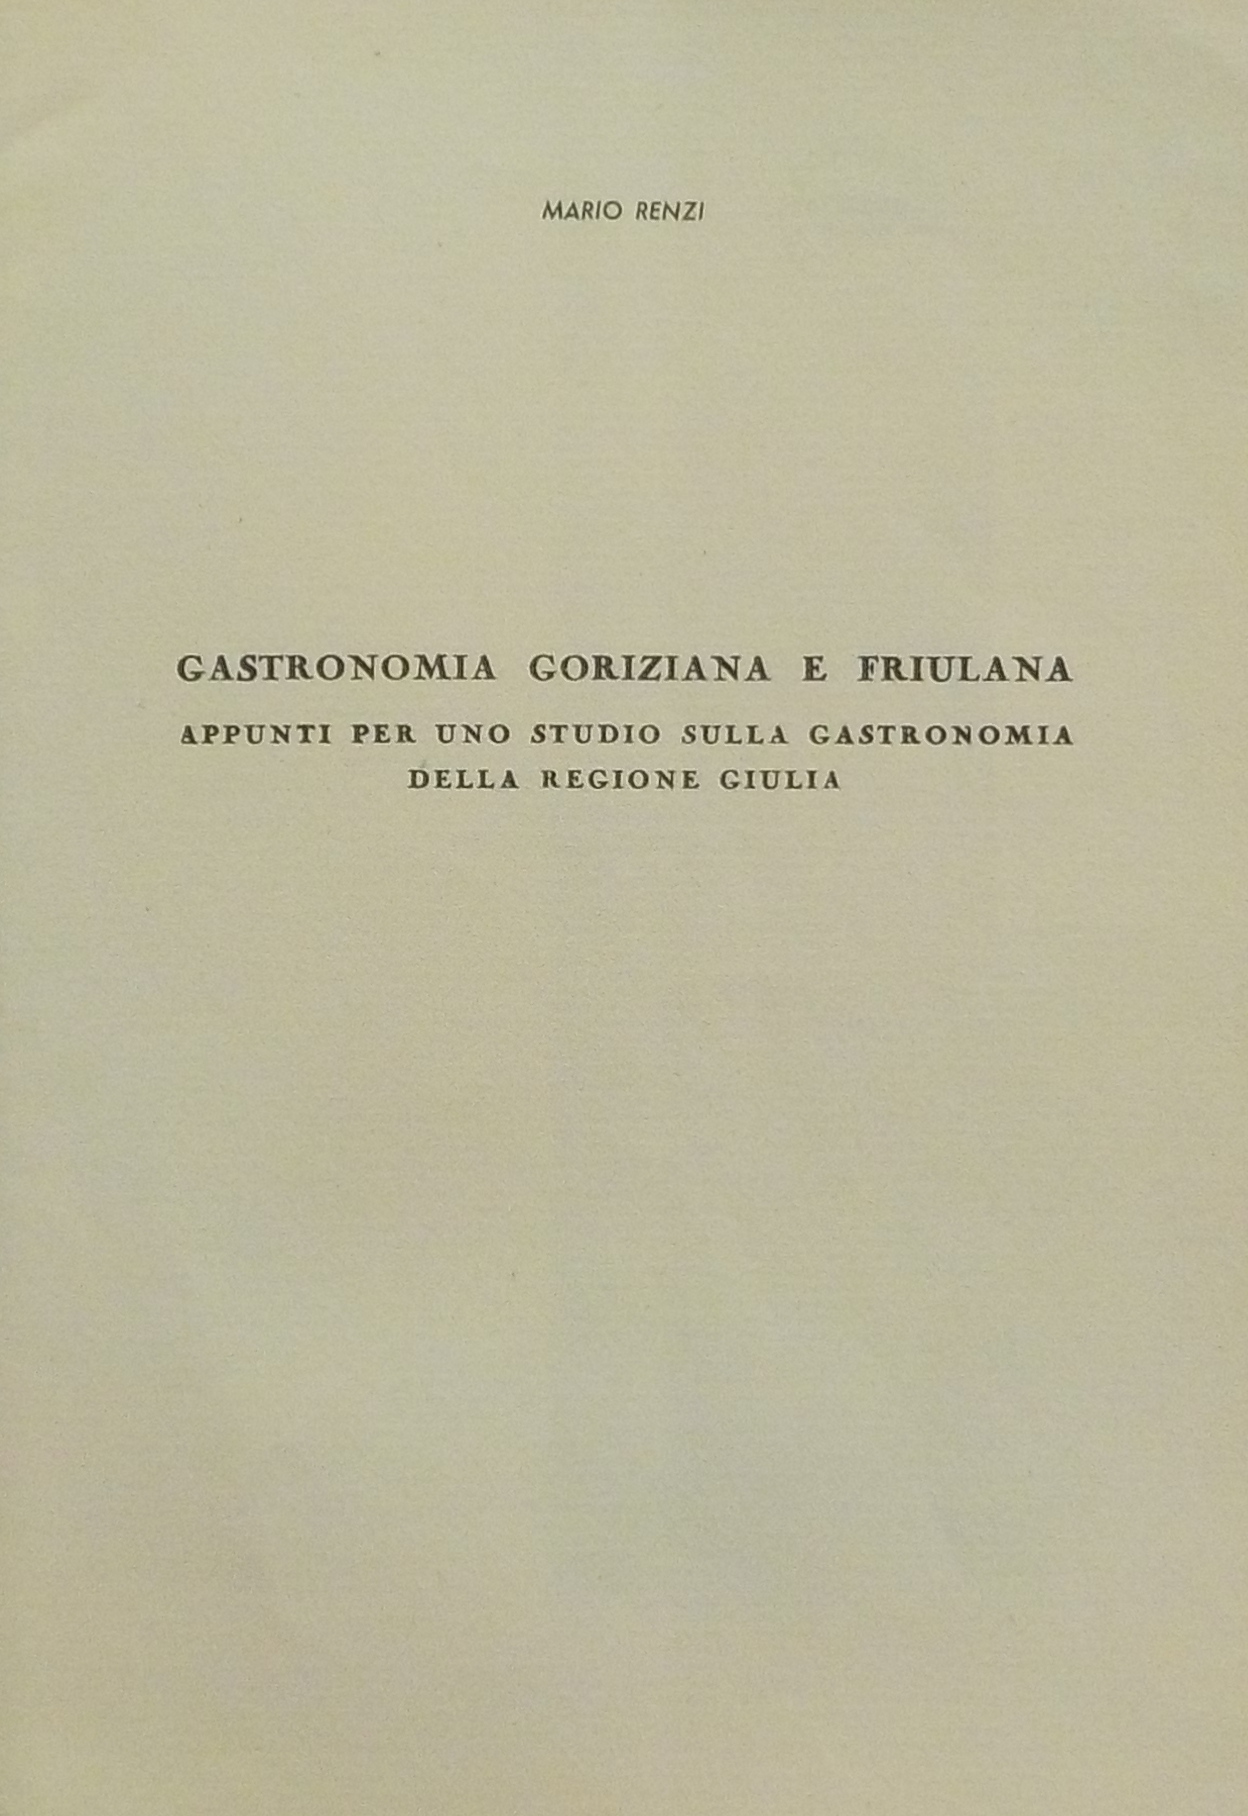 MARIO RENZI
GASTRONOMIA GORIZIANA E FRIULANA
APPUNTI PER UNO STUDIO SULLA GASTRONOMIA
DELLA REGIONE GIULIA